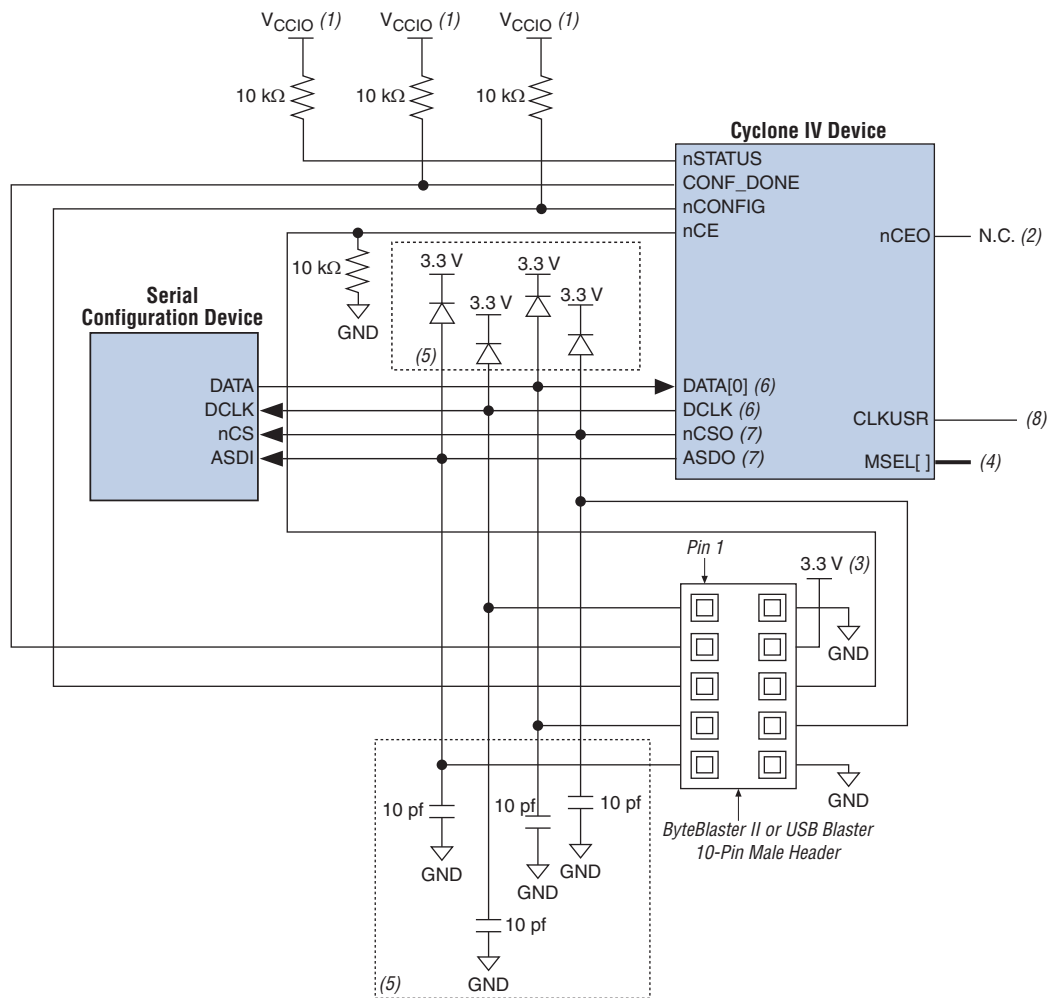 VCCIO (1) VCCIO (1) VCCIO (1)
10 kΩ 10 kΩ 10 kΩ
Cyclone IV Device
nSTATUS
CONF_DONE
nCONFIG
nCE
nCEO N.C. (2)
10 kΩ
GND
3.3 V 3.3 V
3.3 V 3.3 V
(5)
Serial
Configuration Device
DATA DATA[0] (6)
DCLK DCLK (6)
nCS nCSO (7)
ASDI ASDO (7)
CLKUSR (8)
MSEL[ ] (4)
Pin 1
3.3 V (3)
GND
GND
10 pf 10 pf 10 pf
GND GND GND
10 pf
GND
(5)
ByteBlaster II or USB Blaster
10-Pin Male Header